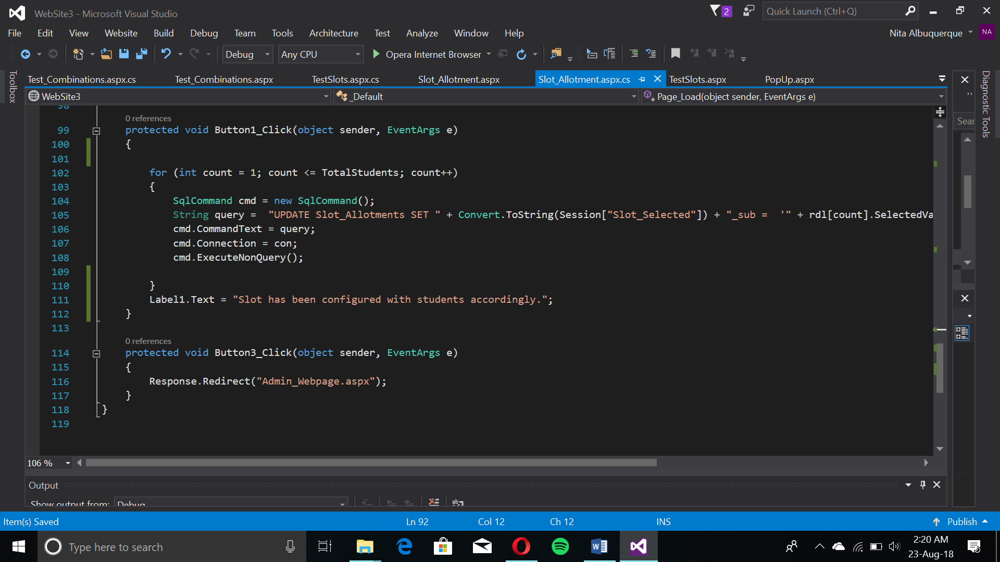 WebSite3 - Microsoft Visual Studio
2
Quick Launch (Ctrl+Q)
File Edit View Website Build Debug Team Tools Architecture Test Analyze Window Help
Nita Albuquerque NA
Debug Any CPU Opera Internet Browser
Toolbox
Test_Combinations.aspx.cs Test_Combinations.aspx TestSlots.aspx.cs Slot_Allotment.aspx Slot_Allotment.aspx.cs TestSlots.aspx PopUp.aspx
Diagnostic Tools
WebSite3 _Default Page_Load(object sender, EventArgs e)
Sear
98
0 references
99 protected void Button1_Click(object sender, EventArgs e)
100 {
101
102 for (int count = 1; count <= TotalStudents; count++)
103 {
104 SqlCommand cmd = new SqlCommand();
105 String query =  "UPDATE Slot_Allotments SET " + Convert.ToString(Session["Slot_Selected"]) + "_sub =  '" + rdl[count].SelectedVa
106 cmd.CommandText = query;
107 cmd.Connection = con;
108 cmd.ExecuteNonQuery();
109
110 }
111 Label1.Text = "Slot has been configured with students accordingly.";
112 }
113
0 references
114 protected void Button3_Click(object sender, EventArgs e)
115 {
116 Response.Redirect("Admin_Webpage.aspx");
117 }
118 }
119
106 %
Output
Show output from: Debug
Item(s) Saved Ln 92 Col 12 Ch 12 INS Publish
Type here to search
2:20 AM
23-Aug-18